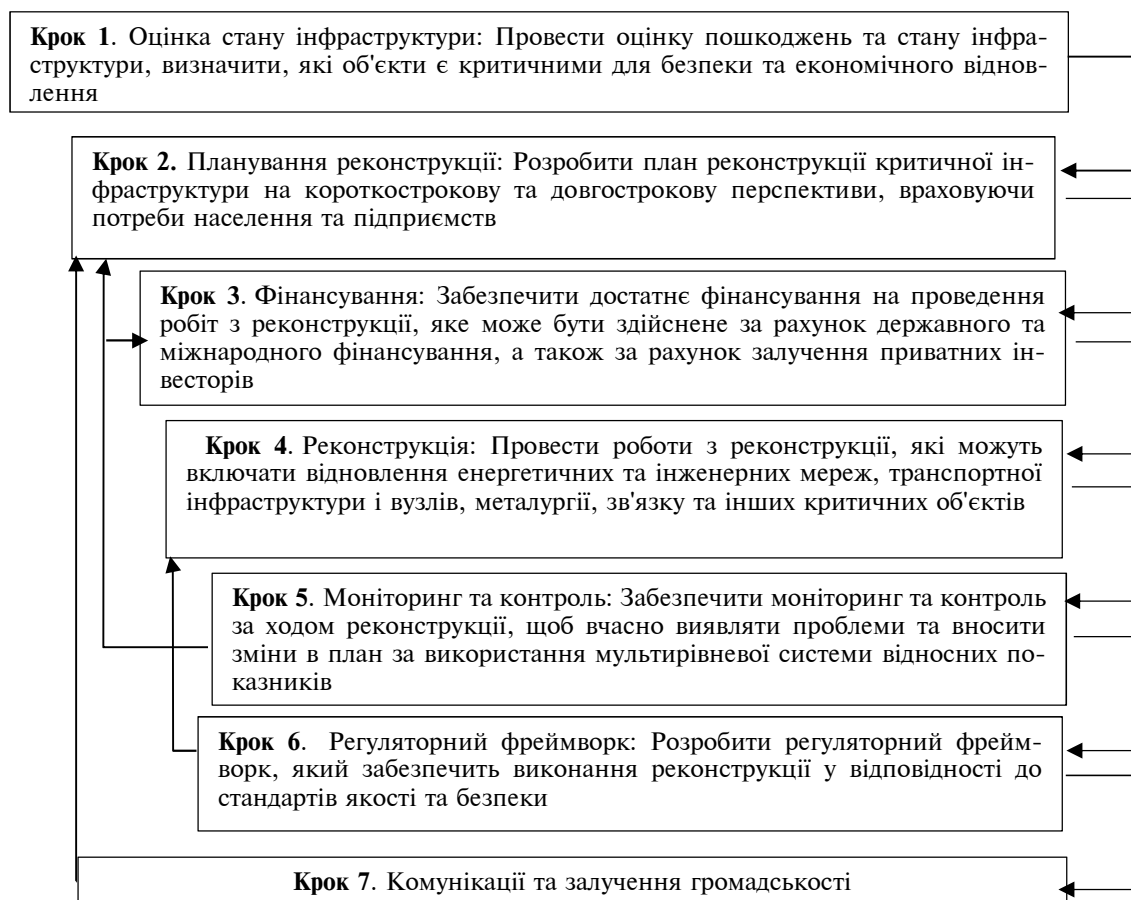 Крок 1. Оцінка стану інфраструктури: Провести оцінку пошкоджень та стану інфра-
структури, визначити, які об'єкти є критичними для безпеки та економічного віднов-
лення
Крок 2. Планування реконструкції: Розробити план реконструкції критичної ін-
фраструктури на короткострокову та довгострокову перспективи, враховуючи
потреби населення та підприємств
Крок 3. Фінансування: Забезпечити достатнє фінансування на проведення
робіт з реконструкції, яке може бути здійснене за рахунок державного та
міжнародного фінансування, а також за рахунок залучення приватних ін-
весторів
Крок 4. Реконструкція: Провести роботи з реконструкції, які можуть
включати відновлення енергетичних та інженерних мереж, транспортної
інфраструктури і вузлів, металургії, зв'язку та інших критичних об'єктів
Крок 5. Моніторинг та контроль: Забезпечити моніторинг та контроль
за ходом реконструкції, щоб вчасно виявляти проблеми та вносити
зміни в план за використання мультирівневої системи відносних по-
казників
Крок 6. Регуляторний фреймворк: Розробити регуляторний фрейм-
ворк, який забезпечить виконання реконструкції у відповідності до
стандартів якості та безпеки
Крок 7. Комунікації та залучення громадськості